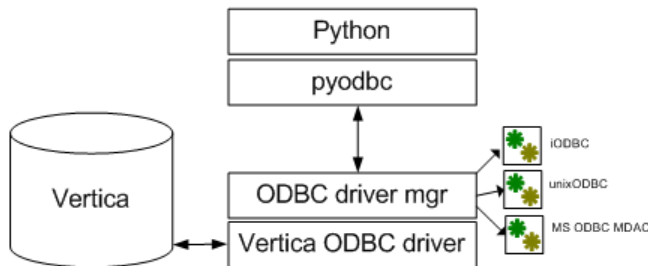 Python
pyodbc
Vertica
ODBC driver mgr
Vertica ODBC driver
iODBC
unixODBC
MS ODBC MDAC